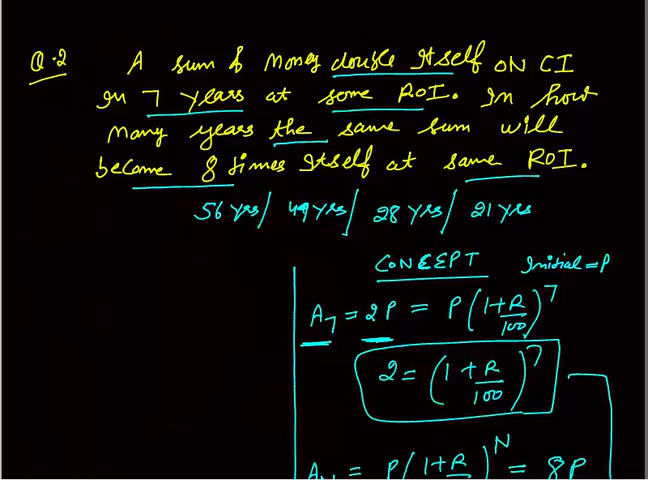 Q.2 A sum of money double Itself ON CI
In 7 years at some ROI. In how
many years the same sum will
become 8 times Itself at same ROI.
56 yrs/ 49 yrs/ 28 yrs/ 21 yrs
CONCEPT Initial = P
A₇ = 2P = P(1+R/100)⁷
2 = (1+R/100)⁷
= P(1+R)ᴺ = 8P